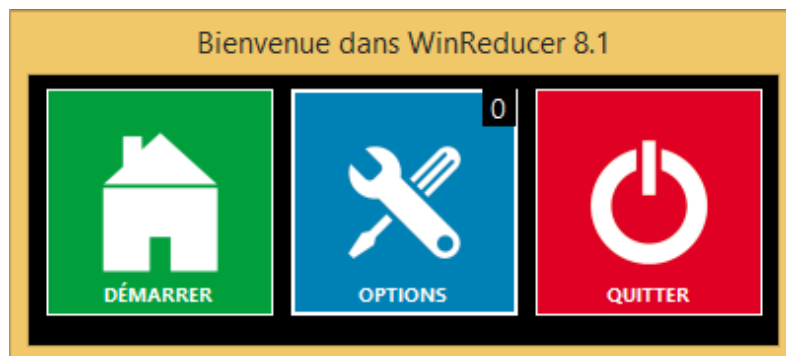 Bienvenue dans WinReducer 8.1
0
DÉMARRER
OPTIONS
QUITTER